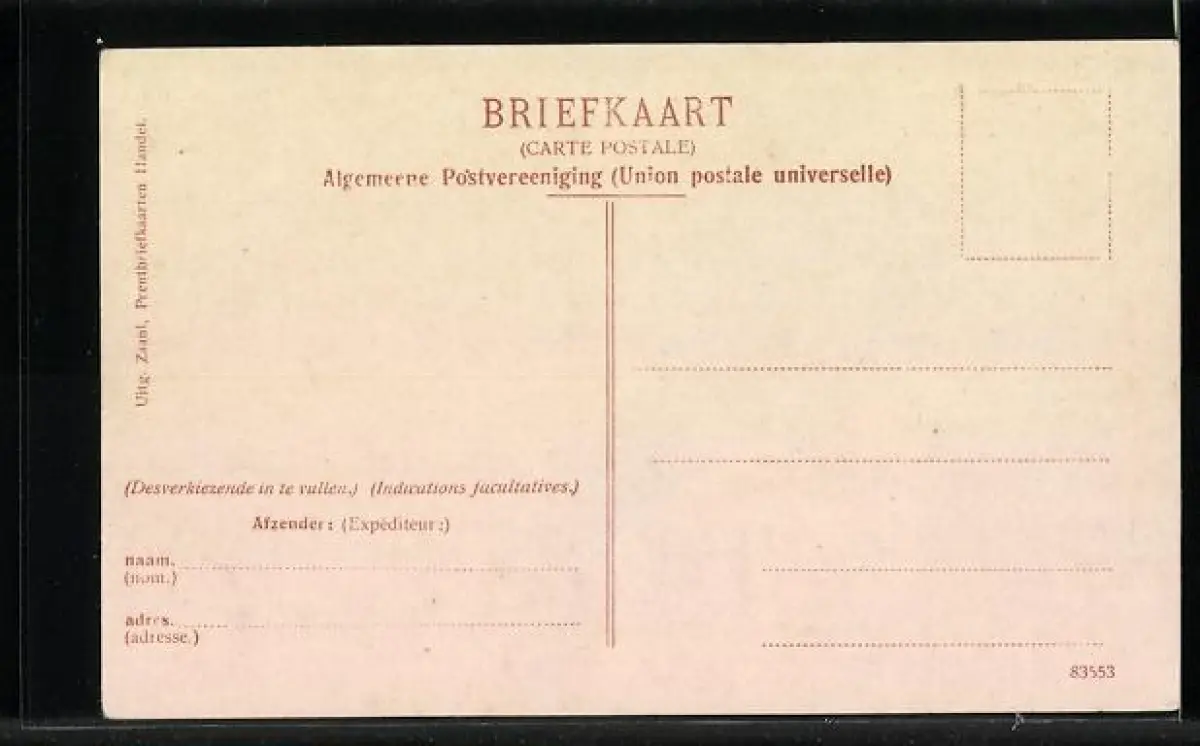 BRIEFKAART
(CARTE POSTALE)
Algemeene Postvereeniging (Union postale universelle)
Uitg. Zaanl. Prentbriefkaarten Handel.
(Desverkiezende in te vullen.) (Indications facultatives.)
Afzender: (Expéditeur:)
naam.
(nom.)
adres.
(adresse.)
83553